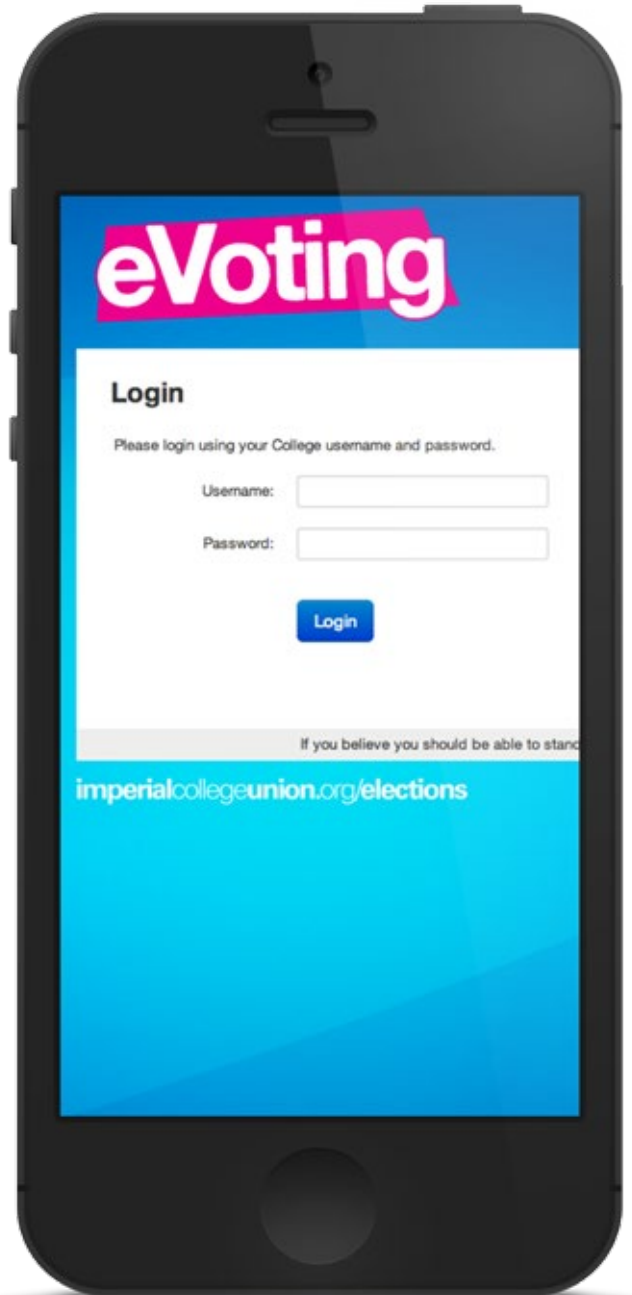 eVoting
Login
Please login using your College username and password.
Username:
Password:
Login
If you believe you should be able to stand
imperialcollegeunion.org/elections